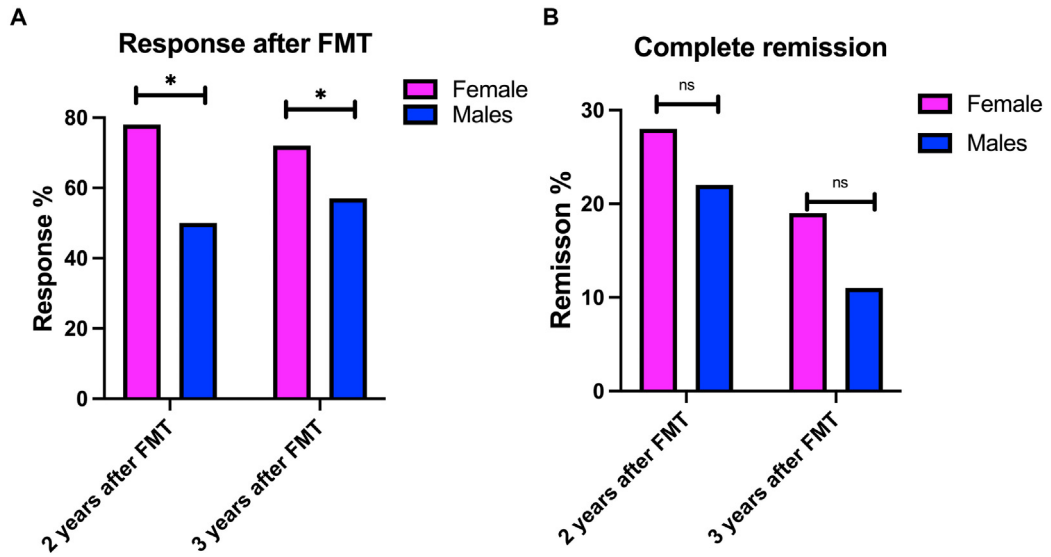 A
Response after FMT
*
*
Female
Males
Response %
80
60
40
20
0
2 years after FMT
3 years after FMT
B
Complete remission
ns
ns
Female
Males
Remisson %
30
20
10
0
2 years after FMT
3 years after FMT